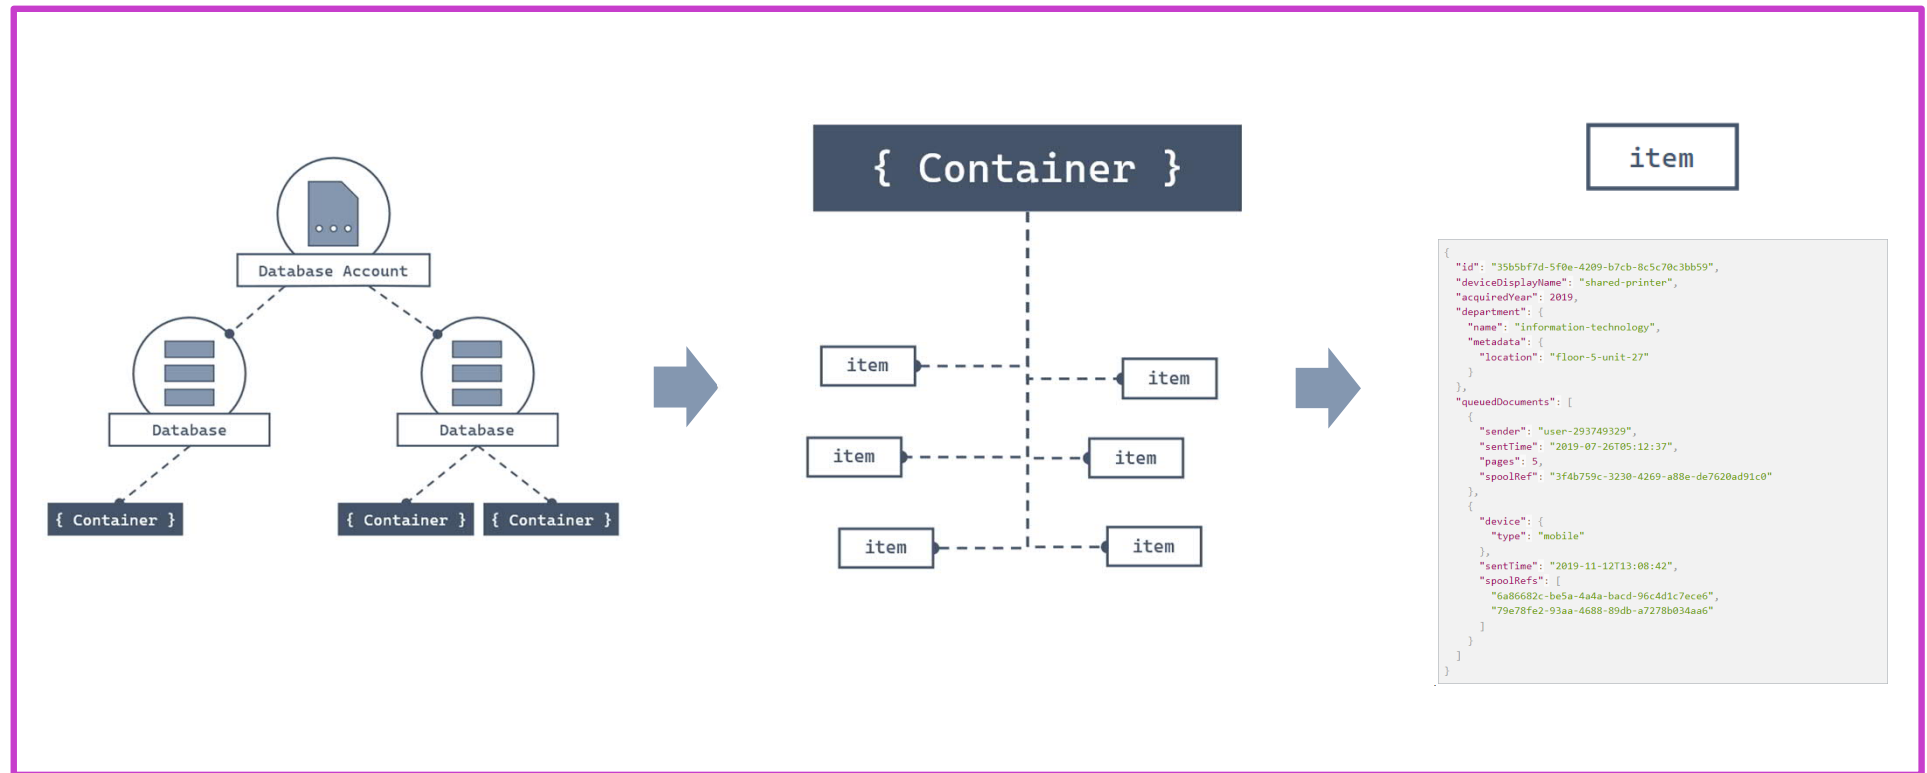 Database Account
Database
Database
{ Container }
{ Container }
{ Container }
{ Container }
item
item
item
item
item
item
item
{
"id": "35b5bf7d-5f0e-4209-b7cb-8c5c70c3bb59",
"deviceDisplayName": "shared-printer",
"acquiredYear": 2019,
"department": {
"name": "information-technology",
"metadata": {
"location": "floor-5-unit-27"
}
},
"queuedDocuments": [
{
"sender": "user-293749329",
"sentTime": "2019-07-26T05:12:37",
"pages": 5,
"spoolRef": "3f4b759c-3230-4269-a88e-de7620ad91c0"
},
{
"device": {
"type": "mobile"
},
"sentTime": "2019-11-12T13:08:42",
"spoolRefs": [
"6a86682c-be5a-4a4a-bacd-96c4d1c7ece6",
"79e78fe2-93aa-4688-89db-a7278b034aa6"
]
}
]
}